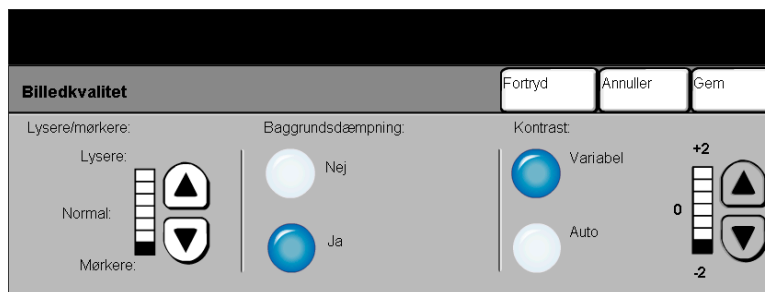 Billedkvalitet
Fortryd
Annuller
Gem
Lysere/mørkere:
Lysere:
Normal:
Mørkere:
Baggrundsdæmpning:
Nej
Ja
Kontrast:
Variabel
Auto
+2
0
-2